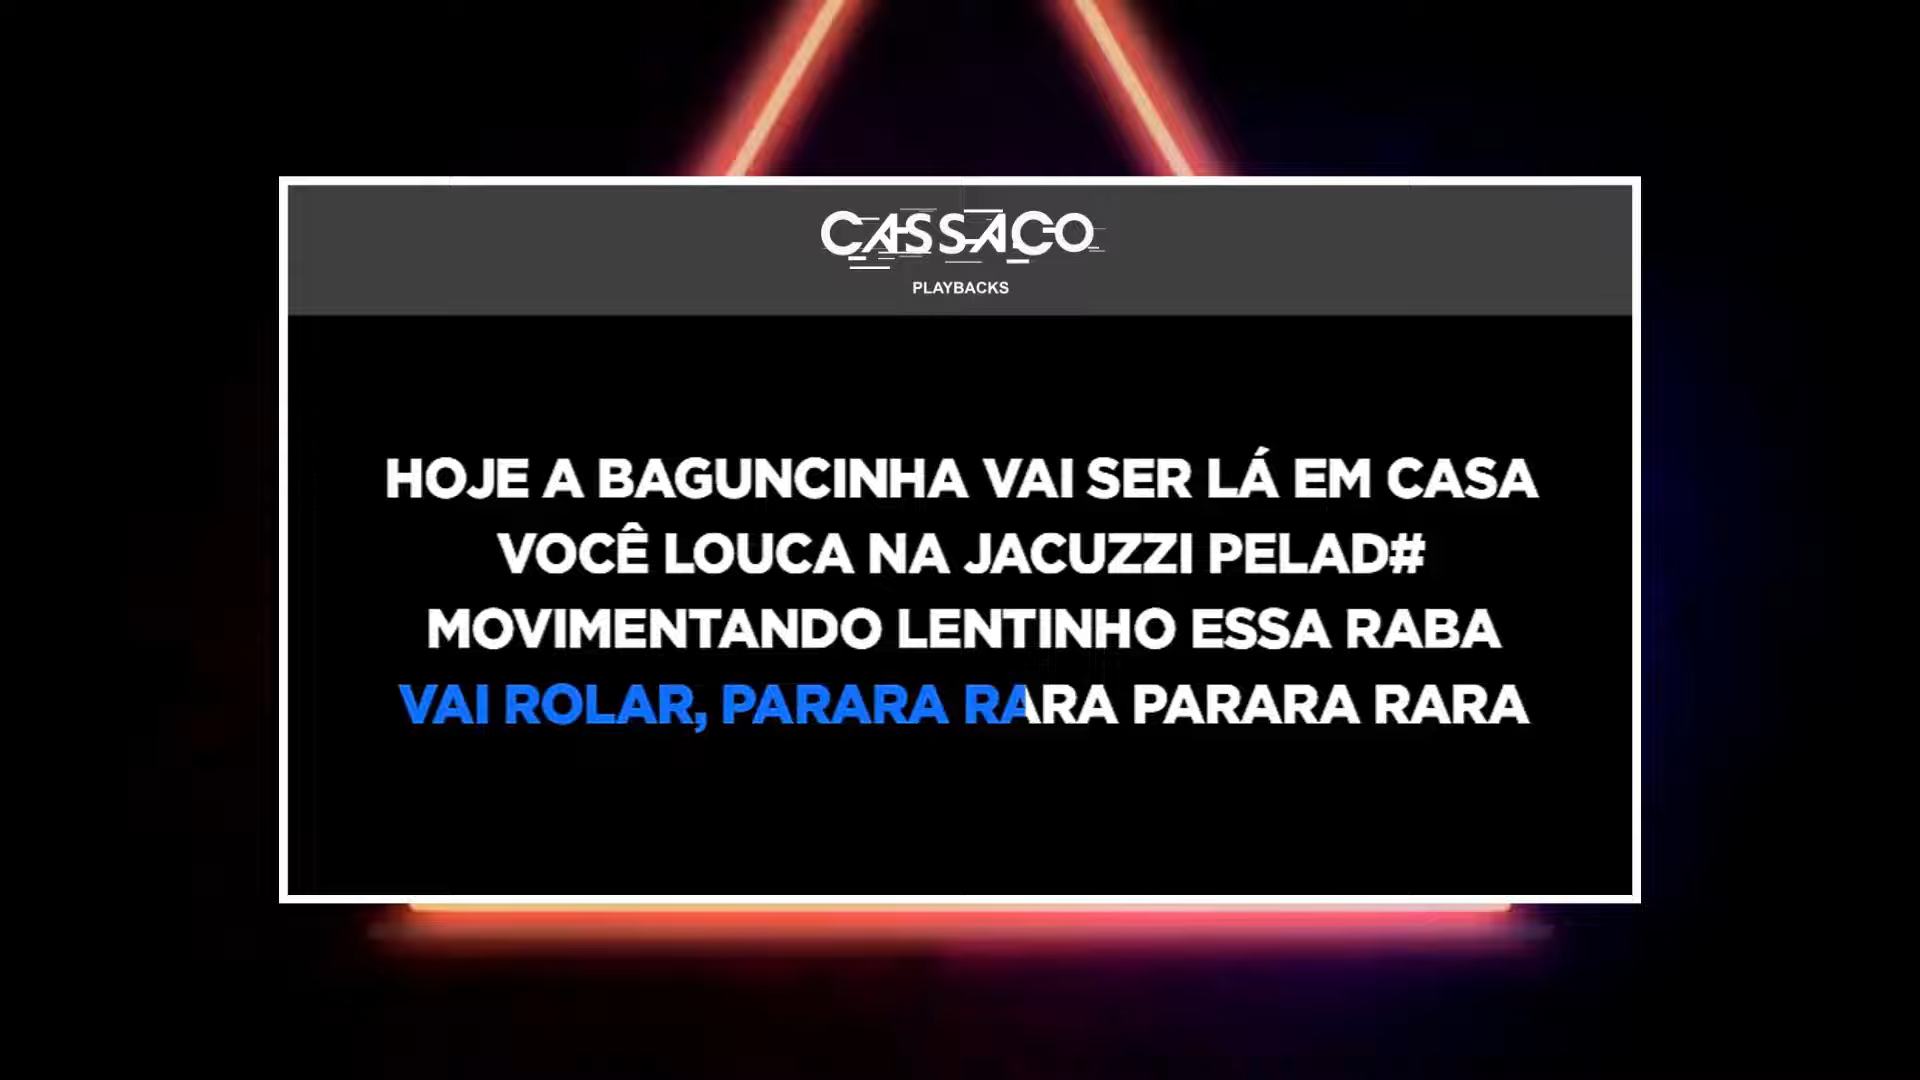 CASSACO
PLAYBACKS
HOJE A BAGUNCINHA VAI SER LÁ EM CASA
VOCÊ LOUCA NA JACUZZI PELAD#
MOVIMENTANDO LENTINHO ESSA RABA
VAI ROLAR, PARARA RARA PARARA RARA